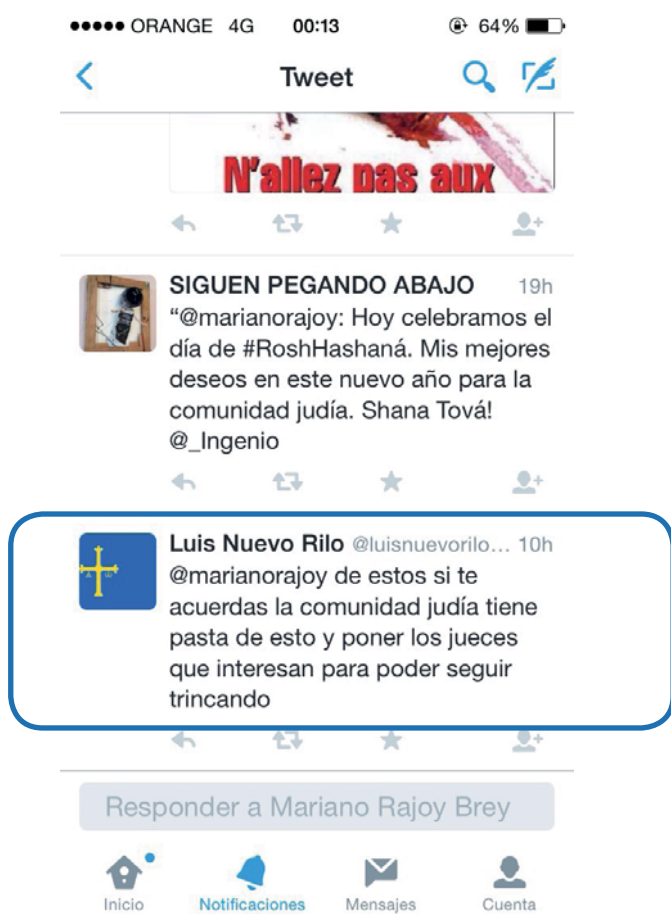 ORANGE 4G 00:13 64%
Tweet
N'allez pas aux
SIGUEN PEGANDO ABAJO 19h
“@marianorajoy: Hoy celebramos el
día de #RoshHashaná. Mis mejores
deseos en este nuevo año para la
comunidad judía. Shana Tová!
@_Ingenio
Luis Nuevo Rilo @luisnuevorilo... 10h
@marianorajoy de estos si te
acuerdas la comunidad judía tiene
pasta de esto y poner los jueces
que interesan para poder seguir
trincando
Responder a Mariano Rajoy Brey
Inicio Notificaciones Mensajes Cuenta